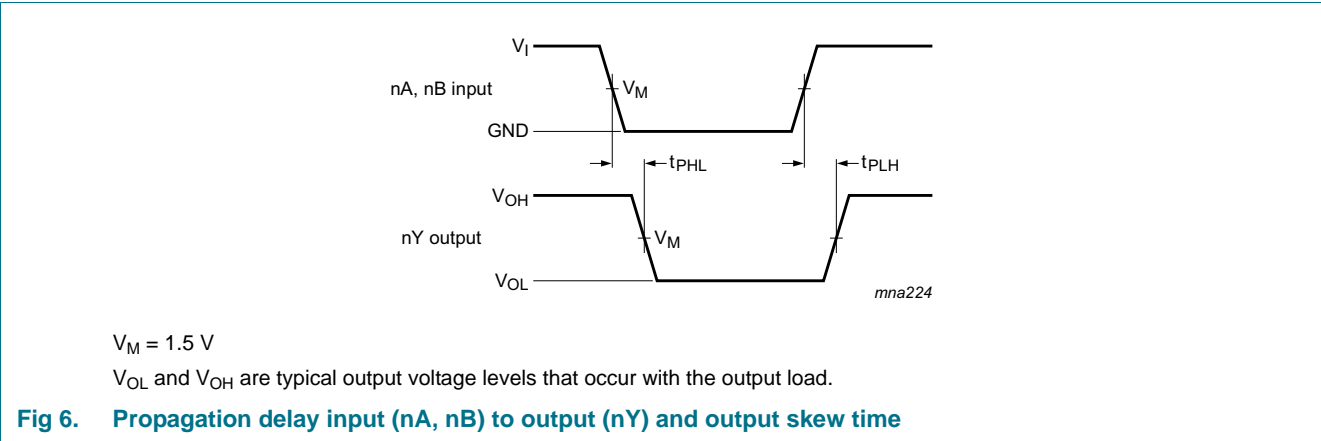 V_I
nA, nB input
V_M
GND
t_PHL
t_PLH
V_OH
nY output
V_M
V_OL
mna224
V_M = 1.5 V
V_OL and V_OH are typical output voltage levels that occur with the output load.
Fig 6. Propagation delay input (nA, nB) to output (nY) and output skew time